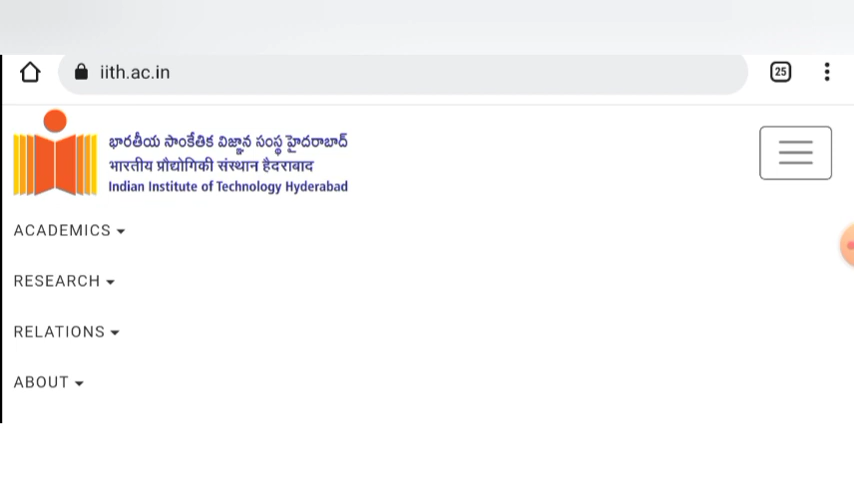 iith.ac.in
25
భారతీయ సాంకేతిక విజ్ఞాన సంస్థ హైదరాబాద్
भारतीय प्रौद्योगिकी संस्थान हैदराबाद
Indian Institute of Technology Hyderabad
ACADEMICS
RESEARCH
RELATIONS
ABOUT